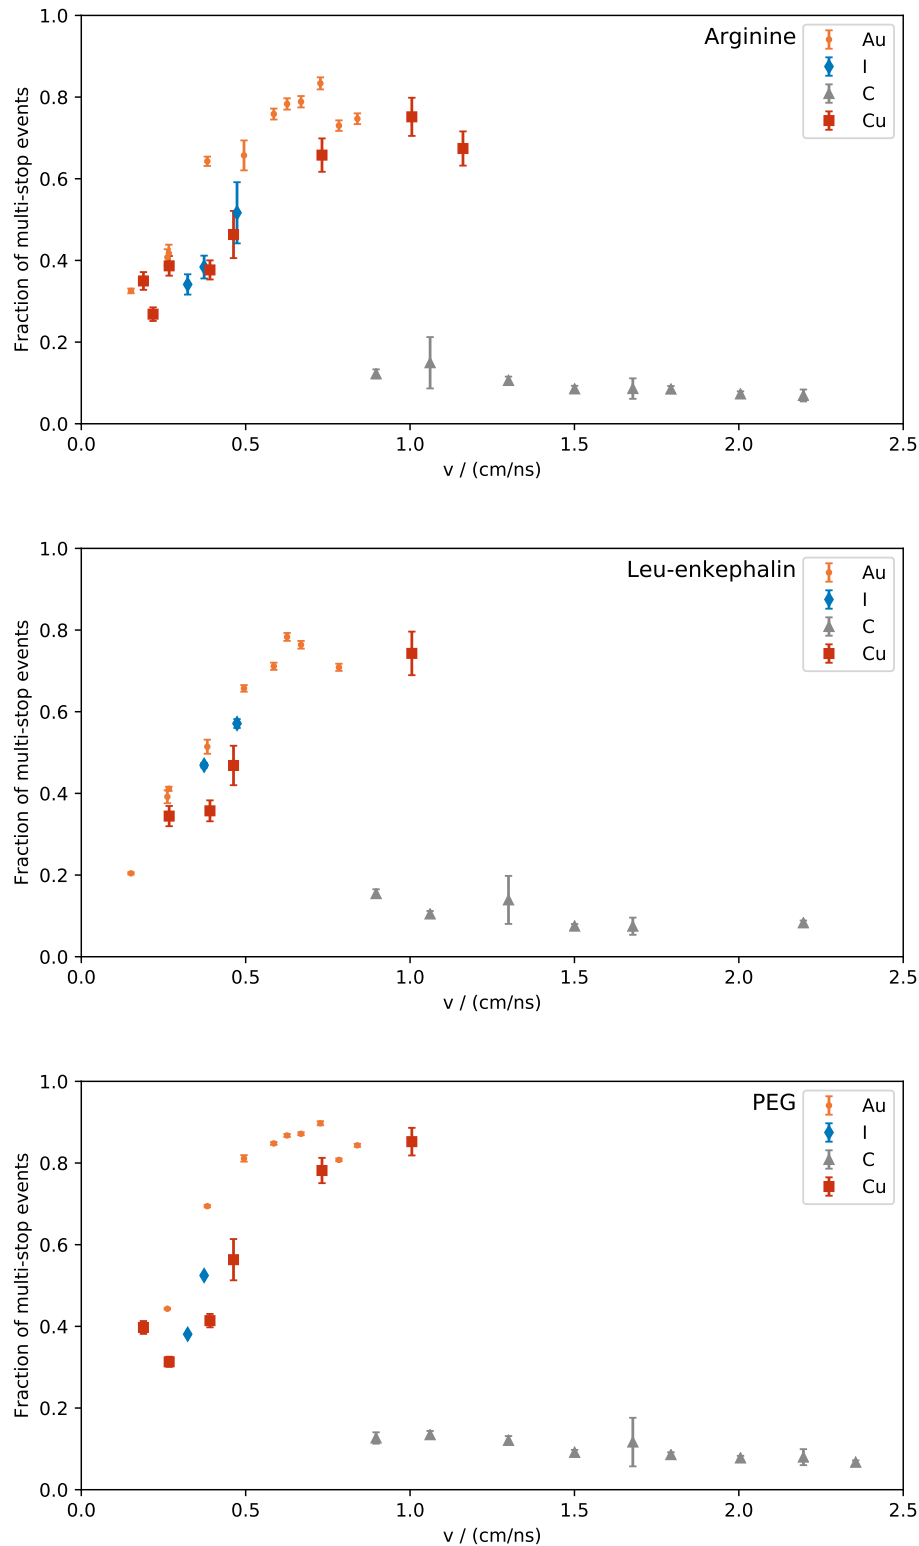 1.0
0.8
0.6
0.4
0.2
0.0
Fraction of multi-stop events
Arginine
Au
I
C
Cu
0.0 0.5 1.0 1.5 2.0 2.5
v / (cm/ns)
1.0
0.8
0.6
0.4
0.2
0.0
Fraction of multi-stop events
Leu-enkephalin
Au
I
C
Cu
0.0 0.5 1.0 1.5 2.0 2.5
v / (cm/ns)
1.0
0.8
0.6
0.4
0.2
0.0
Fraction of multi-stop events
PEG
Au
I
C
Cu
0.0 0.5 1.0 1.5 2.0 2.5
v / (cm/ns)